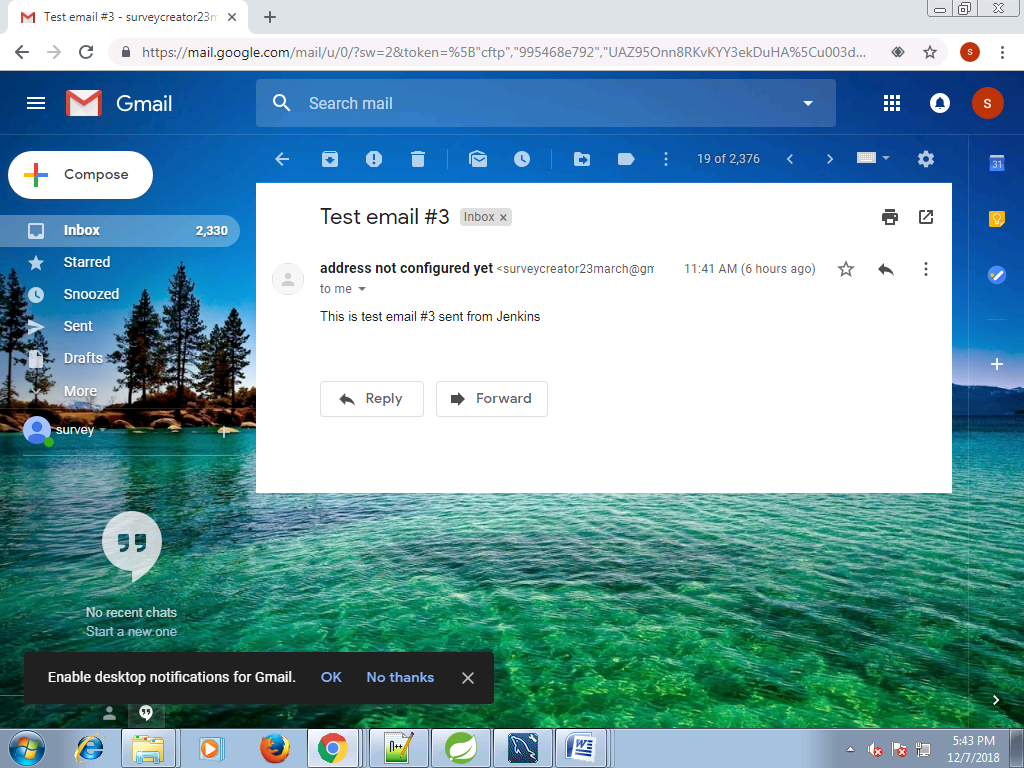 Test email #3 - surveycreator23m
https://mail.google.com/mail/u/0/?sw=2&token=%5B"cftp","995468e792","UAZ95Onn8RKvKYY3ekDuHA%5Cu003d...
S
Gmail
Search mail
S
Compose
19 of 2,376
31
Inbox 2,330
Starred
Snoozed
Sent
Drafts
More
survey
Test email #3
Inbox x
address not configured yet <surveycreator23march@gm
11:41 AM (6 hours ago)
to me
This is test email #3 sent from Jenkins
Reply
Forward
No recent chats
Start a new one
Enable desktop notifications for Gmail. OK No thanks
5:43 PM
12/7/2018